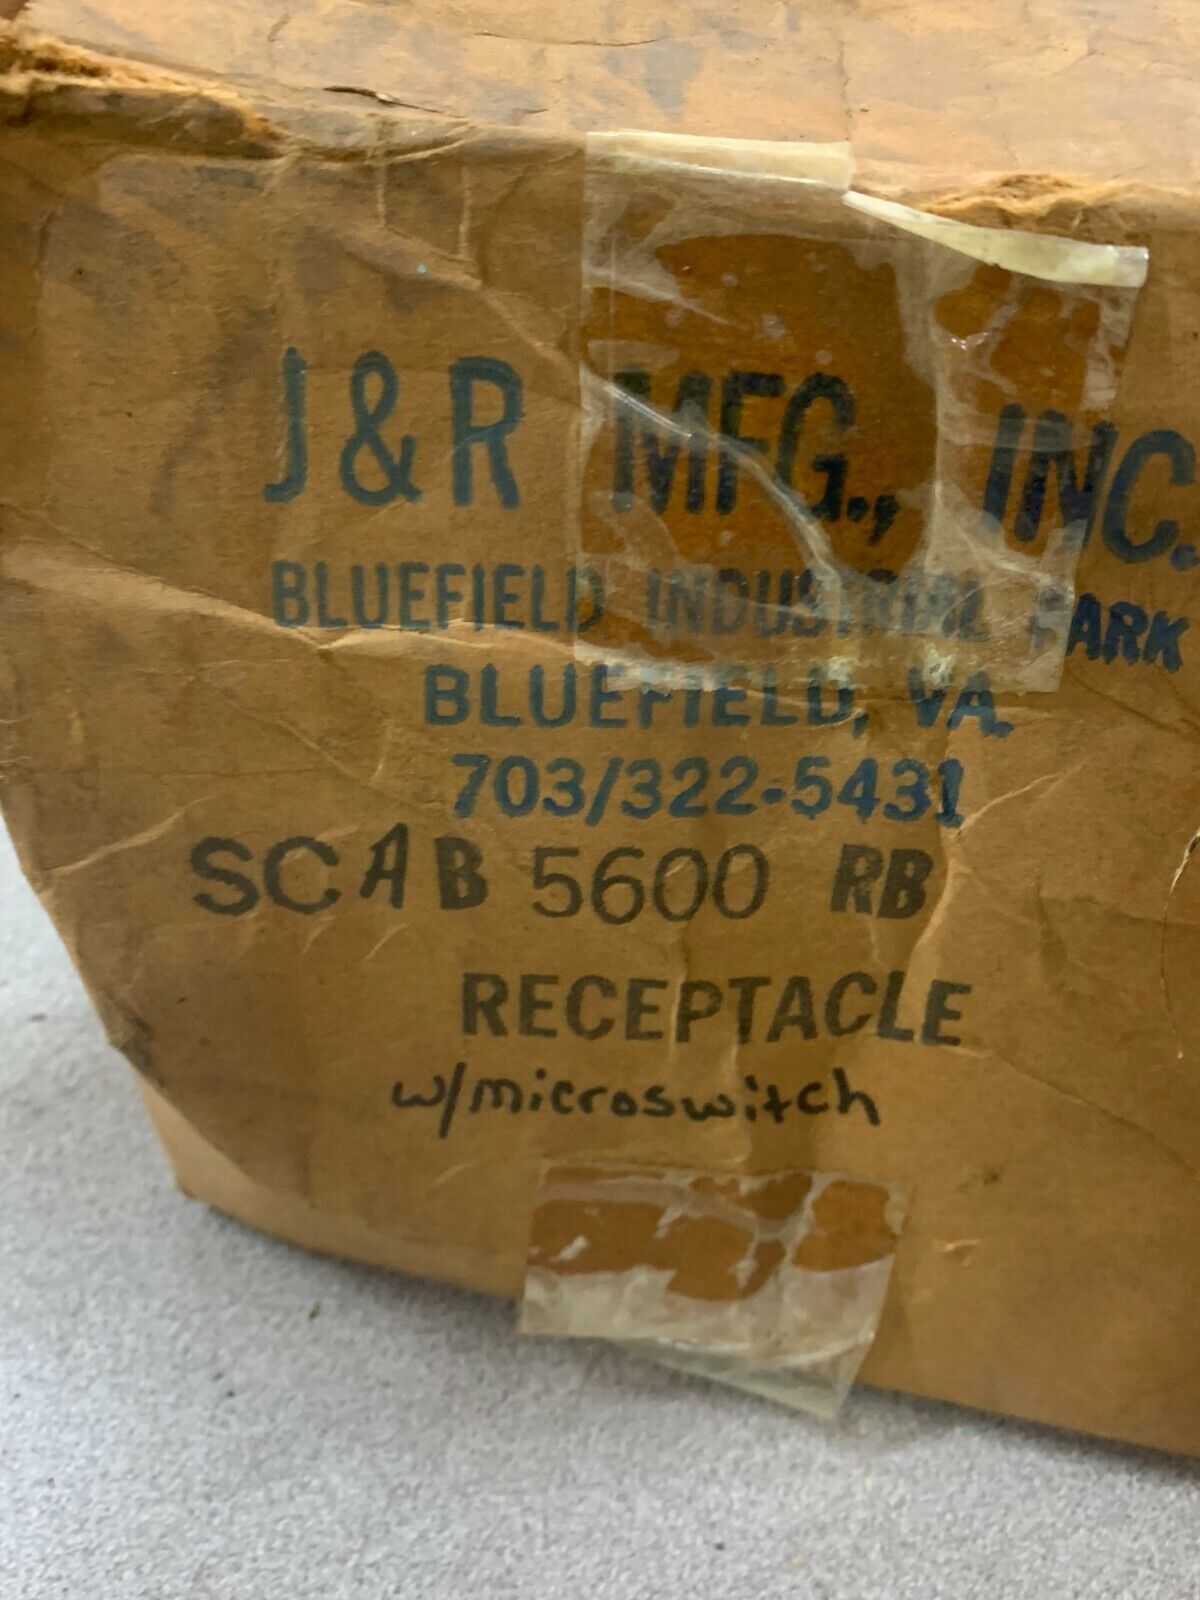 J&R MFG., INC.
BLUEFIELD INDUSTRIAL PARK
BLUEFIELD, VA.
703/322-5431
SCAB 5600 RB
RECEPTACLE
w/microswitch